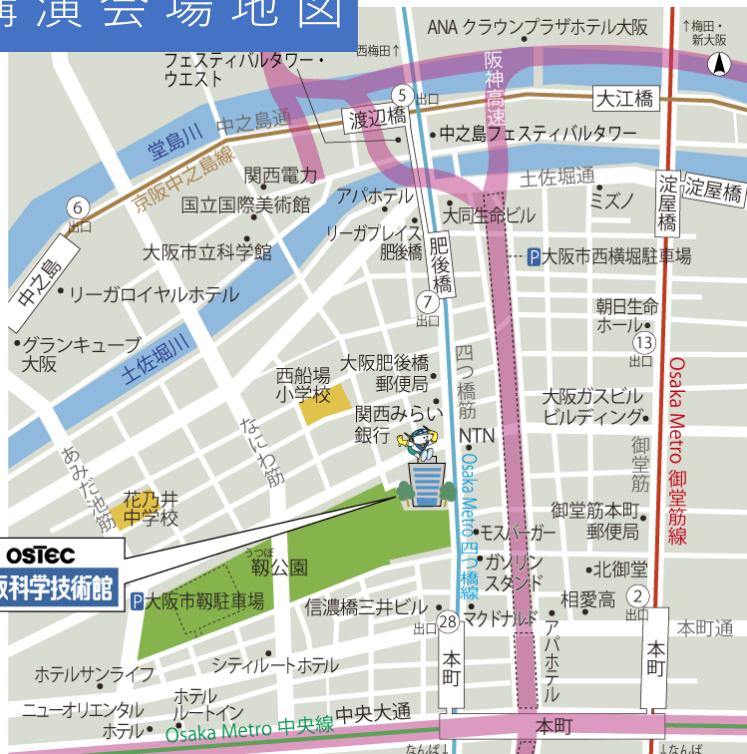 講演会場地図
ANA クラウンプラザホテル大阪
↑梅田・
新大阪
西梅田↑
フェスティバルタワー・
ウエスト
阪神高速
5
出口
大江橋
渡辺橋
中之島通
堂島川
中之島フェスティバルタワー
京阪中之島線
関西電力
土佐堀通
淀屋橋
淀屋橋
6
出口
国立国際美術館
アパホテル
ミズノ
大同生命ビル
リーガプレイス
肥後橋
肥後橋
大阪市立科学館
P大阪市西横堀駐車場
中之島
リーガロイヤルホテル
7
出口
朝日生命
ホール
13
出口
グランキューブ
大阪
土佐堀川
四つ橋筋
大阪肥後橋
郵便局
西船場
小学校
大阪ガスビル
ビルディング
関西みらい
銀行
NTN
なにわ筋
あみだ池筋
御堂筋
Osaka Metro 御堂筋線
Osaka Metro 四つ橋線
花乃井
中学校
御堂筋本町
郵便局
モスバーガー
OSTEC
阪科学技術館
うつぼ
靱公園
ガソリン
スタンド
北御堂
P大阪市靱駐車場
信濃橋三井ビル
マクドナルド
相愛高
2
出口
28
出口
本町通
アパホテル
本町
本町
シティルートホテル
ホテルサンライフ
ホテル
ルートイン
ニューオリエンタル
ホテル
Osaka Metro 中央線
中央大通
本町
なんば↓
↓なんば